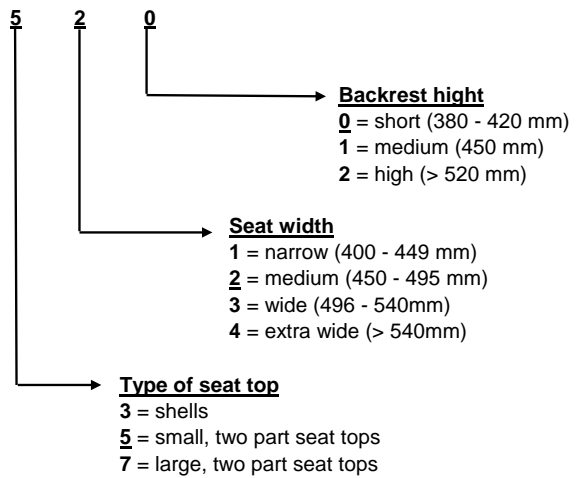 5 2 0
Backrest hight
0 = short (380 - 420 mm)
1 = medium (450 mm)
2 = high (> 520 mm)
Seat width
1 = narrow (400 - 449 mm)
2 = medium (450 - 495 mm)
3 = wide (496 - 540mm)
4 = extra wide (> 540mm)
Type of seat top
3 = shells
5 = small, two part seat tops
7 = large, two part seat tops